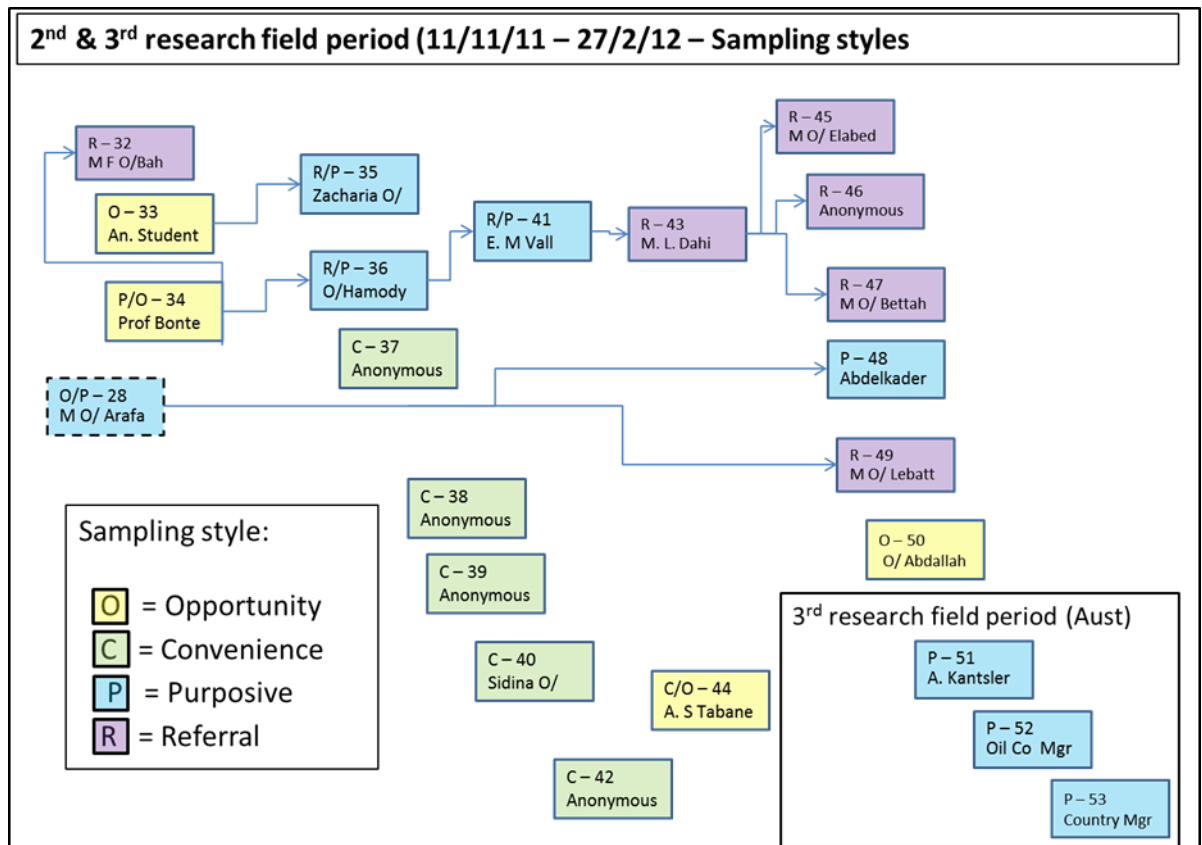 2nd & 3rd research field period (11/11/11 – 27/2/12 – Sampling styles
R – 32
M F O/Bah
O – 33
An. Student
P/O – 34
Prof Bonte
O/P – 28
M O/ Arafa
R/P – 35
Zacharia O/
R/P – 36
O/Hamody
C – 37
Anonymous
R/P – 41
E. M Vall
R – 43
M. L. Dahi
R – 45
M O/ Elabed
R – 46
Anonymous
R – 47
M O/ Bettah
P – 48
Abdelkader
R – 49
M O/ Lebatt
O – 50
O/ Abdallah
C – 38
Anonymous
C – 39
Anonymous
C – 40
Sidina O/
C/O – 44
A. S Tabane
C – 42
Anonymous
Sampling style:
O = Opportunity
C = Convenience
P = Purposive
R = Referral
3rd research field period (Aust)
P – 51
A. Kantsler
P – 52
Oil Co Mgr
P – 53
Country Mgr